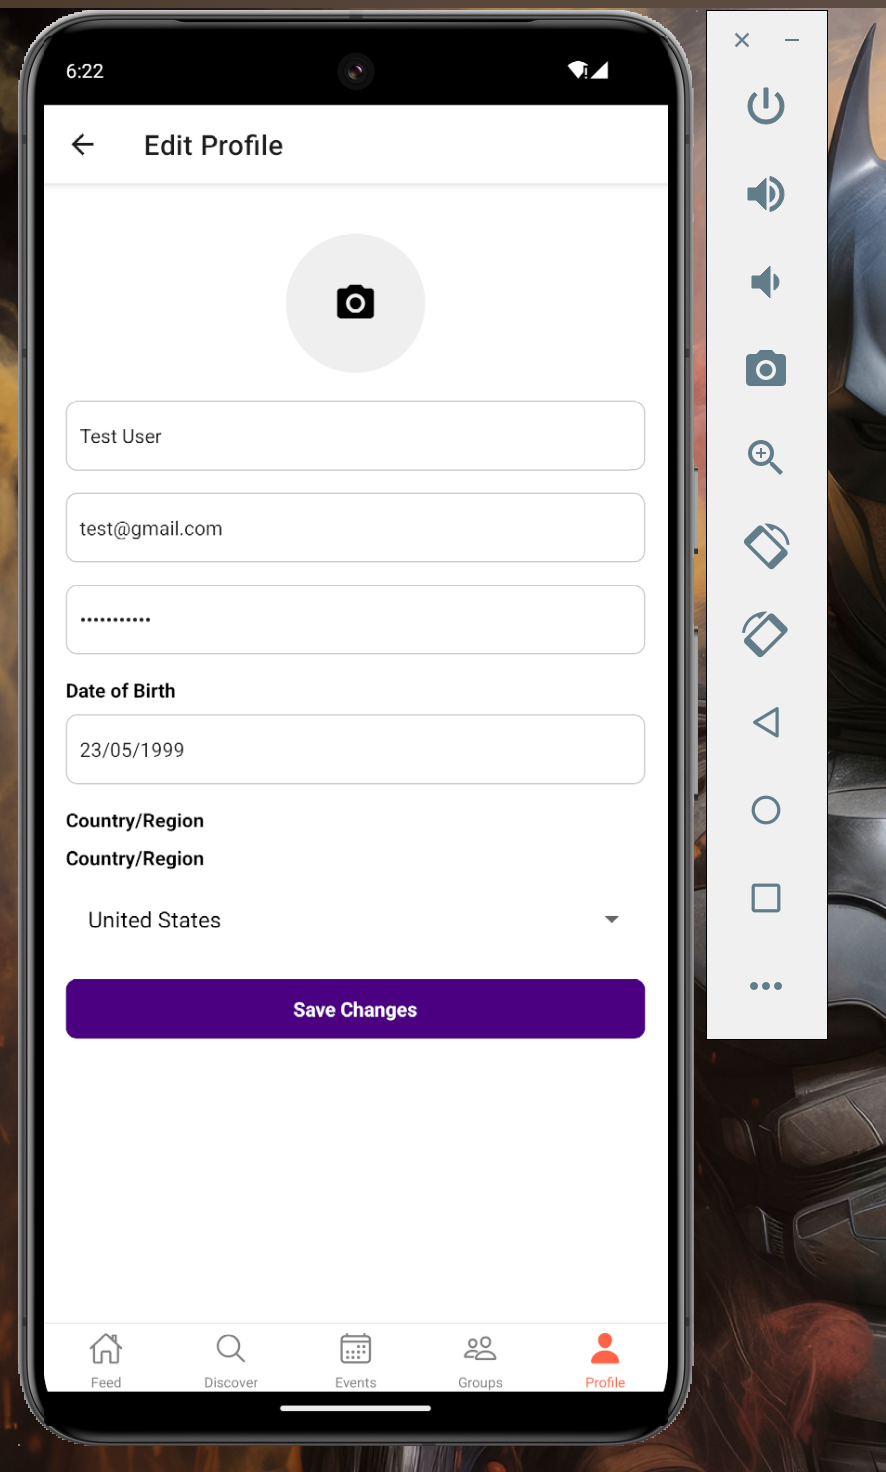 6:22
Edit Profile
Test User
test@gmail.com
•••••••••••
Date of Birth
23/05/1999
Country/Region
Country/Region
United States
Save Changes
Feed
Discover
Events
Groups
Profile